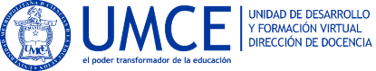 UMCE
el poder transformador de la educación
UNIDAD DE DESARROLLO
Y FORMACIÓN VIRTUAL
DIRECCIÓN DE DOCENCIA